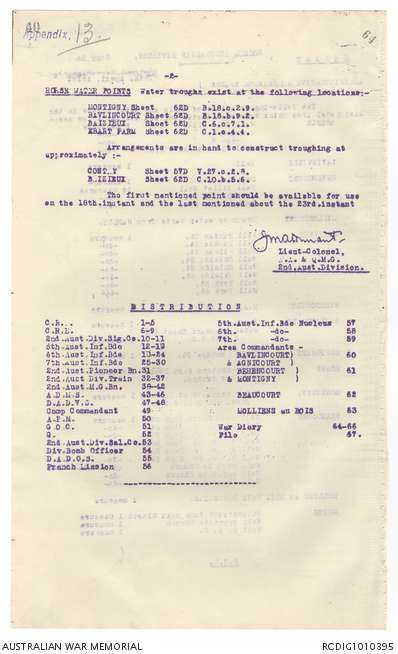 40
Appendix. 13.
64
-2-
HORSE WATER POINTS Water troughs exist at the following locations:-
MONTIGNY Sheet 62D B.18.c.2.9.
BAVLINCOURT Sheet 62D B.18.b.9.2.
BAIZIEUX Sheet 62D C.6.c.7.1.
EBART FARM Sheet 62D C.1.c.4.4.
Arrangements are in hand to construct troughing at
approximately :-
CONTAY Sheet 57D V.27.c.2.8.
BAIZIEUX Sheet 62D C.10.b.5.6.
The first mentioned point should be available for use
on the 18th.instant and the last mentioned about the 23rd.instant
Lieut-Colonel,
A.A. & Q.M.G.
2nd.Aust.Division.
DISTRIBUTION
C.R.A. 1-5
C.R.E. 6-9
2nd.Aust.Div.Sig.Co. 10-11
5th.Aust.Inf.Bde 12-18
6th.Aust.Inf.Bde 19-24
7th.Aust.Inf.Bde 25-30
2nd.Aust.Pioneer Bn. 31
2nd.Aust.Div.Train 32-37
2nd.Aust.M.G.Bn. 38-42
A.D.M.S. 43-46
D.A.D.V.S. 47-48
Camp Commandant 49
A.P.M. 50
G.O.C. 51
G. 52
2nd.Aust.Div.Sal.Co. 53
Div.Bomb Officer 54
D.A.D.O.S. 55
French Mission 56
5th.Aust.Inf.Bde Nucleus 57
6th. -do- 58
7th. -do- 59
Area Commandants -
BAVLINCOURT) 60
& AGNICOURT )
BEHENCOURT ) 61
& MONTIGNY )
BEAUCOURT 62
MOLLIENS au BOIS 63
War Diary 64-66
File 67.
AUSTRALIAN WAR MEMORIAL
RCDIG1010395